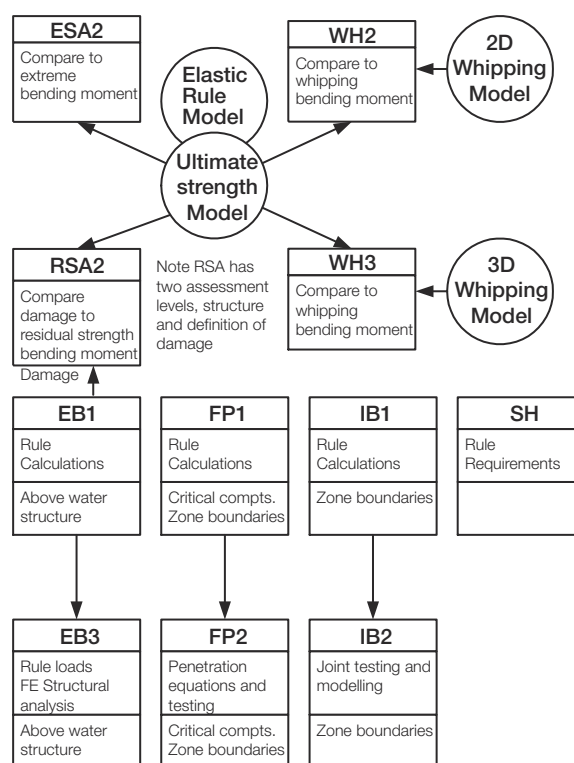 ESA2
Compare to
extreme
bending moment
Elastic
Rule
Model
Ultimate
strength
Model
WH2
Compare to
whipping
bending moment
2D
Whipping
Model
RSA2
Compare
damage to
residual strength
bending moment
Note RSA has
two assessment
levels, structure
and definition of
damage
WH3
Compare to
whipping
bending moment
3D
Whipping
Model
Damage
EB1
Rule
Calculations
Above water
structure
FP1
Rule
Calculations
Critical compts.
Zone boundaries
IB1
Rule
Calculations
Zone boundaries
SH
Rule
Requirements
EB3
Rule loads
FE Structural
analysis
Above water
structure
FP2
Penetration
equations and
testing
Critical compts.
Zone boundaries
IB2
Joint testing and
modelling
Zone boundaries